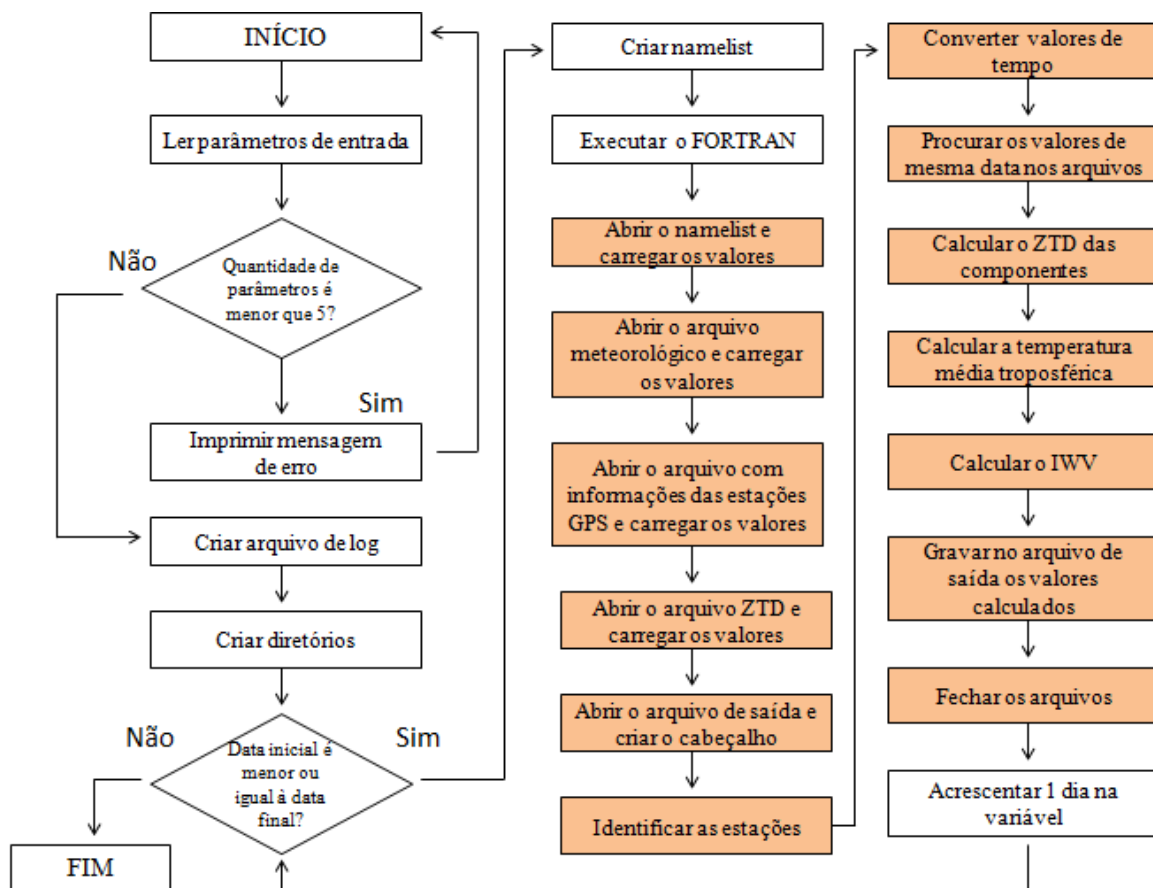 INÍCIO
Ler parâmetros de entrada
Não
Quantidade de
parâmetros é
menor que 5?
Sim
Imprimir mensagem
de erro
Criar arquivo de log
Criar diretórios
Não
Sim
Data inicial é
menor ou
igual à data
final?
FIM
Criar namelist
Executar o FORTRAN
Abrir o namelist e
carregar os valores
Abrir o arquivo
meteorológico e carregar
os valores
Abrir o arquivo com
informações das estações
GPS e carregar os valores
Abrir o arquivo ZTD e
carregar os valores
Abrir o arquivo de saída e
criar o cabeçalho
Identificar as estações
Converter valores de
tempo
Procurar os valores de
mesma data nos arquivos
Calcular o ZTD das
componentes
Calcular a temperatura
média troposférica
Calcular o IWV
Gravar no arquivo de
saída os valores
calculados
Fechar os arquivos
Acrescentar 1 dia na
variável